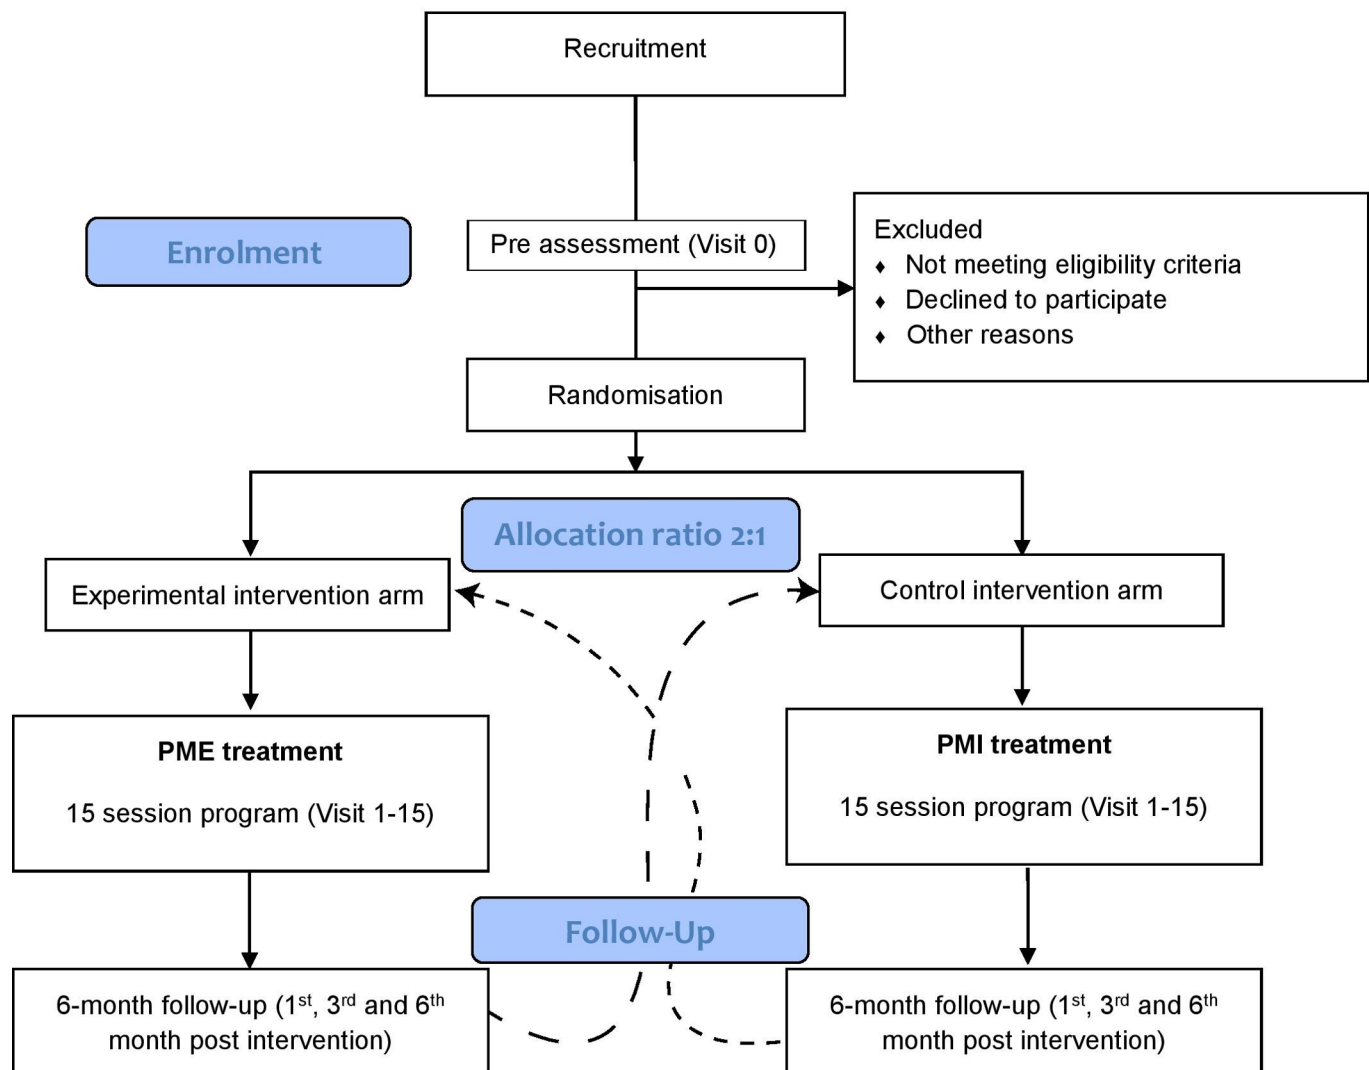 Recruitment
Enrolment
Pre assessment (Visit 0)
Excluded
♦ Not meeting eligibility criteria
♦ Declined to participate
♦ Other reasons
Randomisation
Allocation ratio 2:1
Experimental intervention arm
Control intervention arm
PME treatment
15 session program (Visit 1-15)
PMI treatment
15 session program (Visit 1-15)
Follow-Up
6-month follow-up (1st, 3rd and 6th
month post intervention)
6-month follow-up (1st, 3rd and 6th
month post intervention)